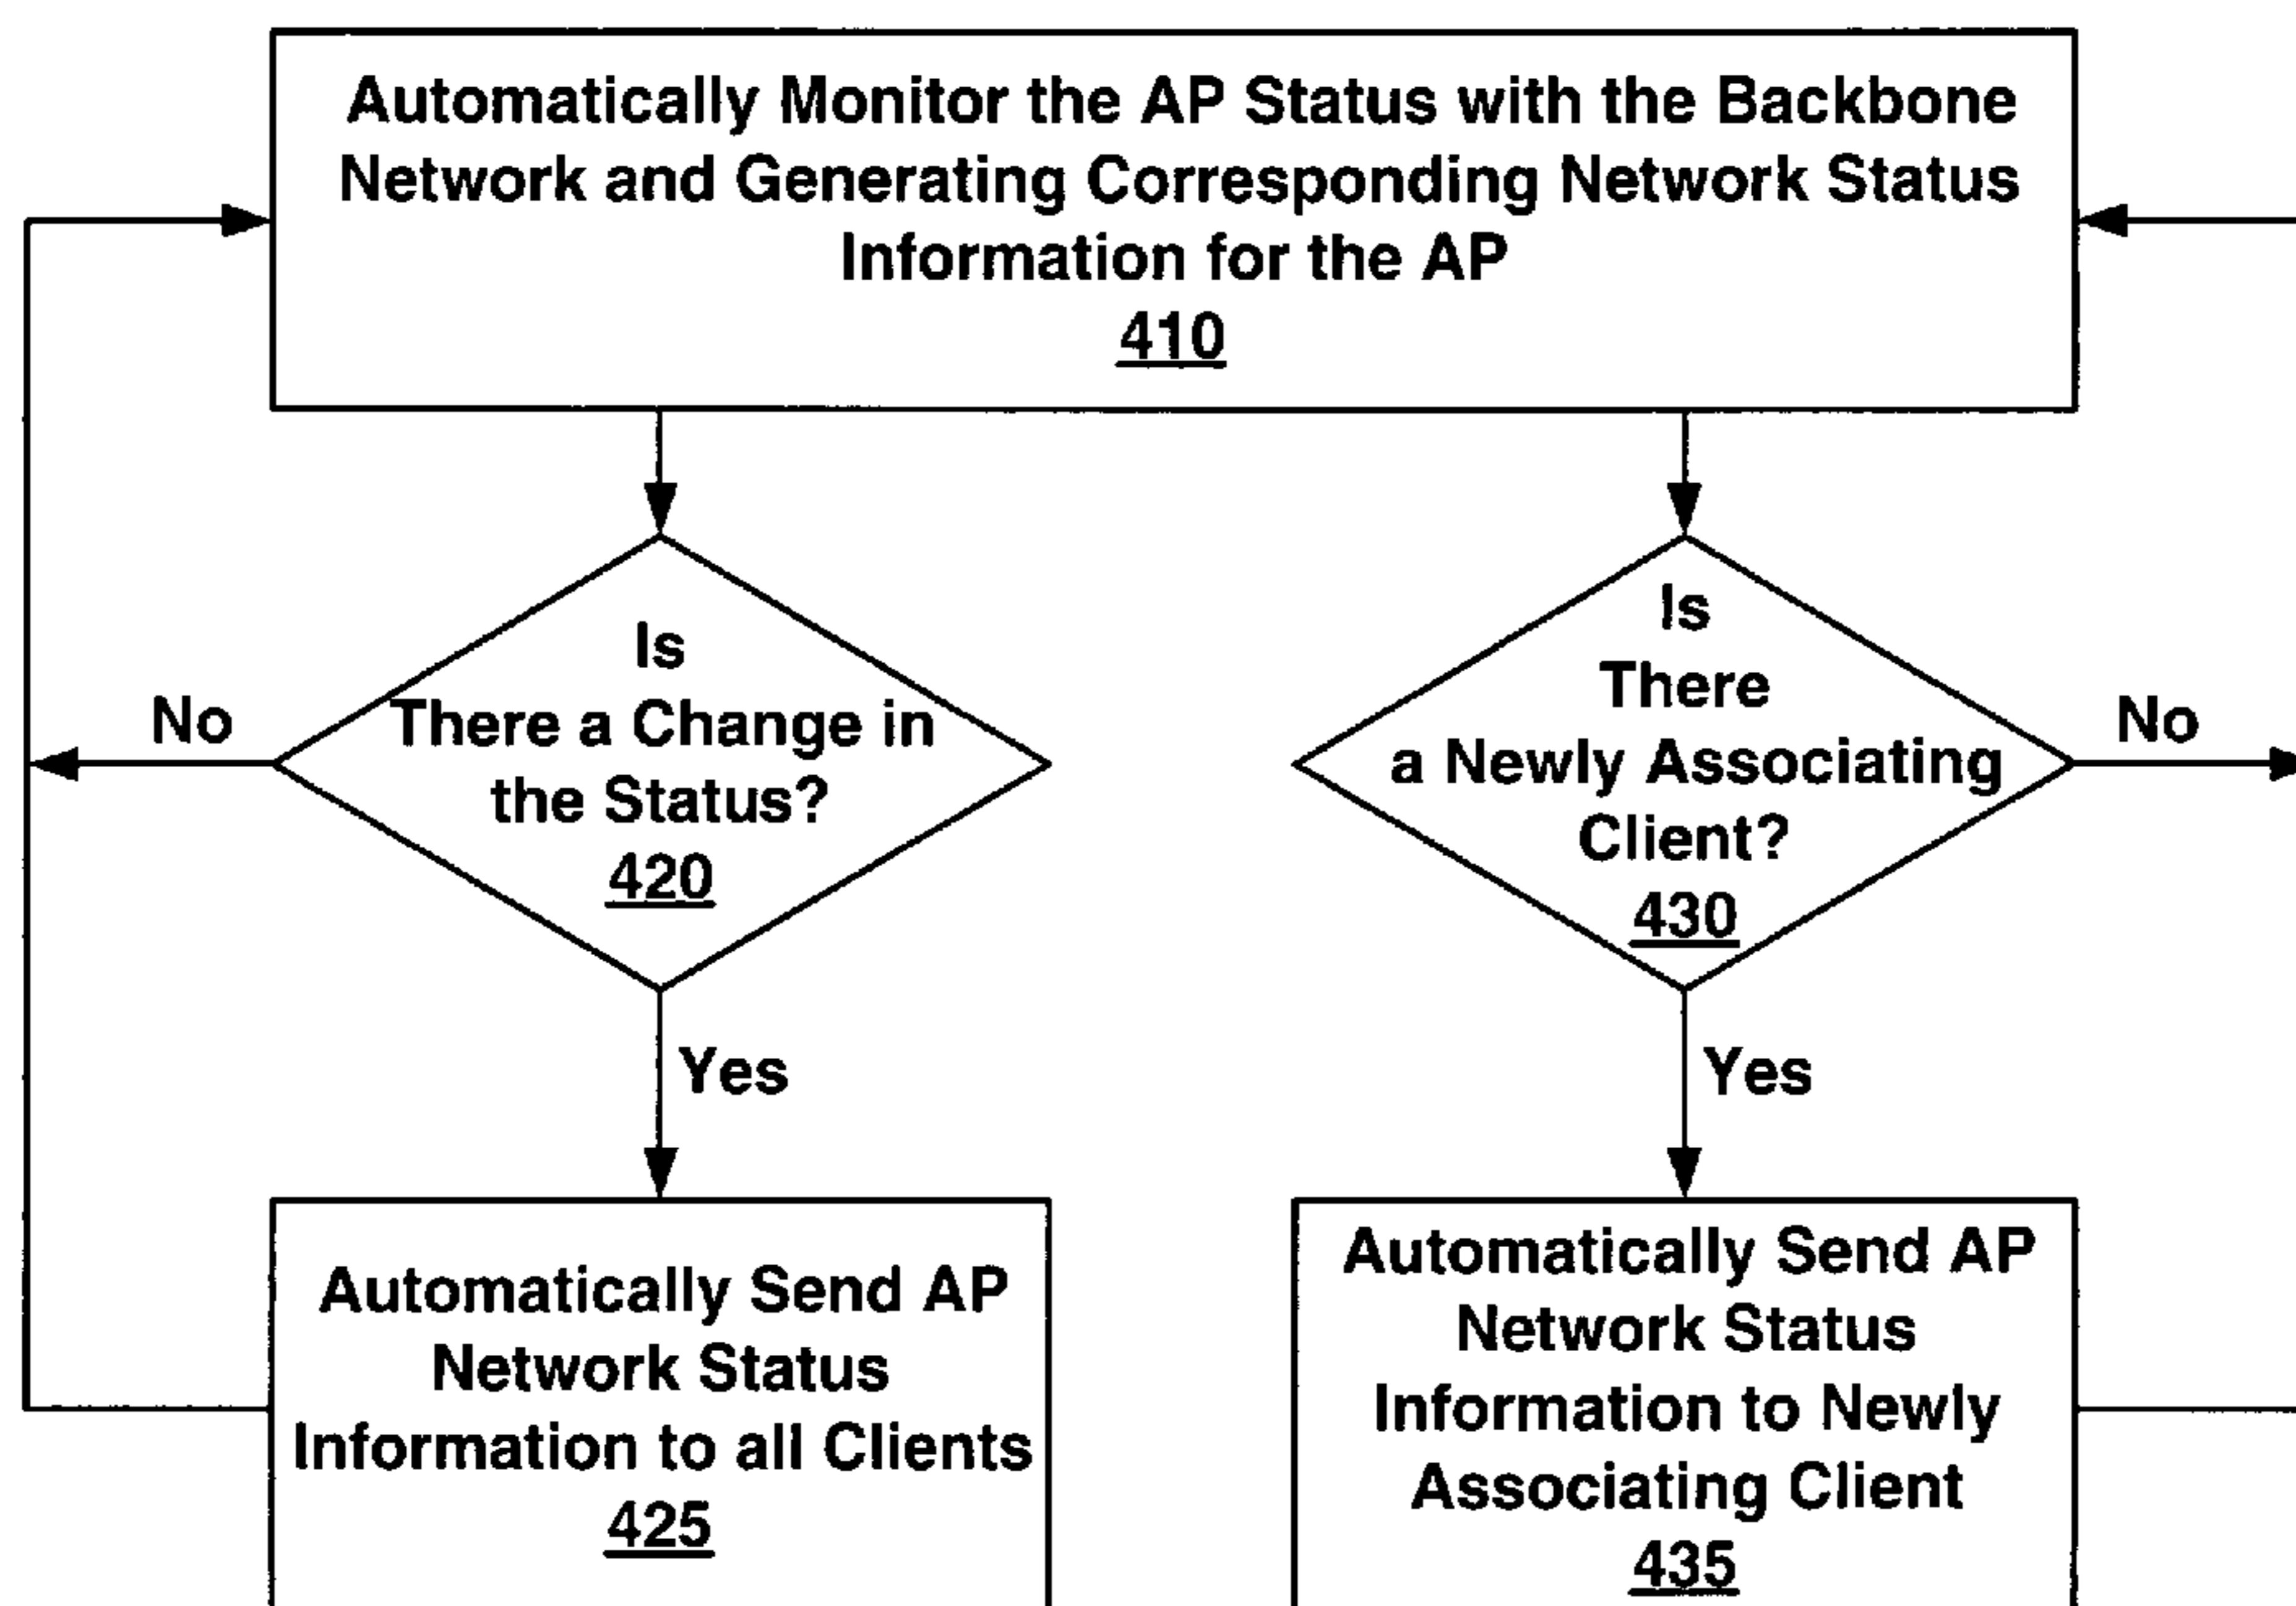 Automatically Monitor the AP Status with the Backbone
Network and Generating Corresponding Network Status
Information for the AP
410
Is
There a Change in
the Status?
420
No
Yes
Is
There
a Newly Associating
Client?
430
No
Yes
Automatically Send AP
Network Status
Information to all Clients
425
Automatically Send AP
Network Status
Information to Newly
Associating Client
435